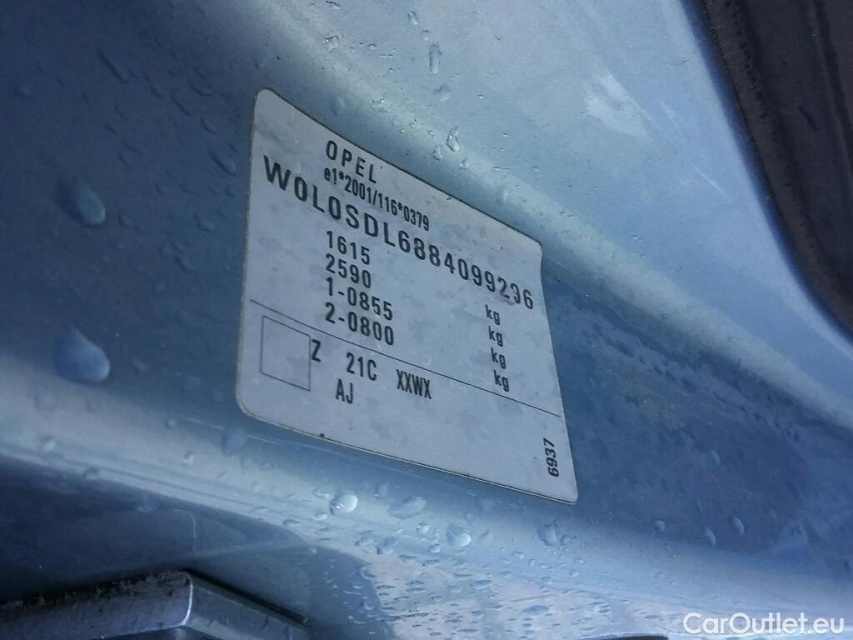 OPEL
e1*2001/116*0379
W0L0SDL6884099296
1615 kg
2590 kg
1-0855 kg
2-0800 kg
Z 21C XXWX
AJ
6937
CarOutlet.eu